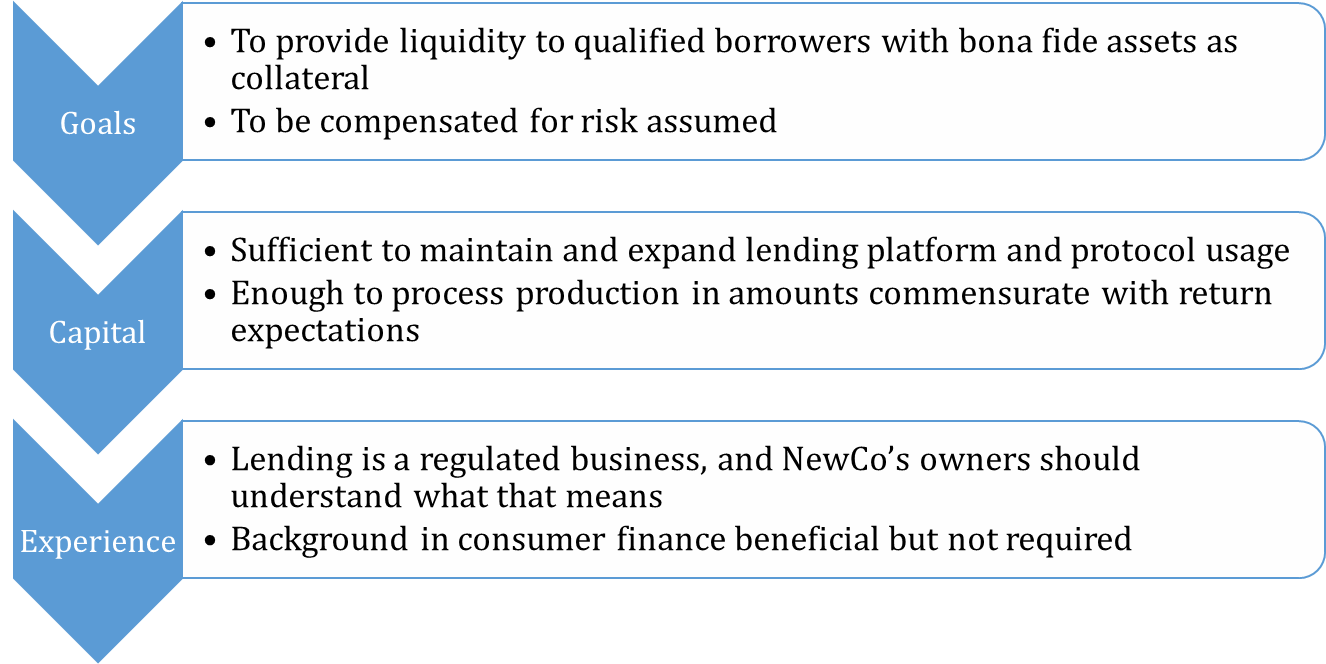 Goals
• To provide liquidity to qualified borrowers with bona fide assets as
collateral
• To be compensated for risk assumed
Capital
• Sufficient to maintain and expand lending platform and protocol usage
• Enough to process production in amounts commensurate with return
expectations
Experience
• Lending is a regulated business, and NewCo’s owners should
understand what that means
• Background in consumer finance beneficial but not required